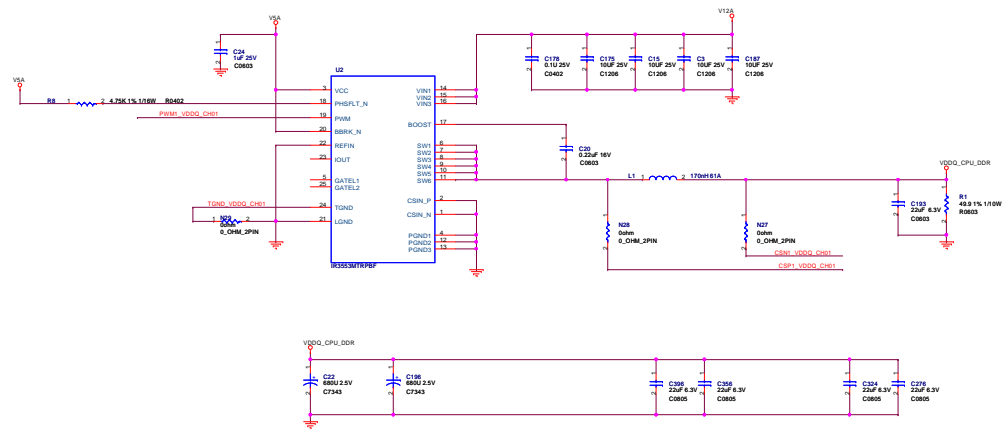 V5A
V12A
C24
1uF 25V
C0603
C178
0.1U 25V
C0402
C175
10UF 25V
C1206
C15
10UF 25V
C1206
C3
10UF 25V
C1206
C187
10UF 25V
C1206
V5A
R8 1 2 4.75K 1% 1/16W R0402
PWM1_VDDQ_CH01
U2
3 VCC
18 PHSFLT_N
19 PWM
20 BBRK_N
22 REFIN
23 IOUT
5 GATEL1
25 GATEL2
24 TGND
21 LGND
VIN1 14
VIN2 15
VIN3 16
BOOST 17
SW1 6
SW2 7
SW3 8
SW4 9
SW5 10
SW6 11
CSIN_P 2
CSIN_N 1
PGND1 4
PGND2 12
PGND3 13
IR3553MTRPBF
TGND_VDDQ_CH01
1 N29 2
0ohm
0_OHM_2PIN
C20
0.22uF 16V
C0603
L1 1 2 170nH 61A
VDDQ_CPU_DDR
C193
22uF 6.3V
C0603
R1
49.9 1% 1/10W
R0603
N28
0ohm
0_OHM_2PIN
N27
0ohm
0_OHM_2PIN
CSN1_VDDQ_CH01
CSP1_VDDQ_CH01
VDDQ_CPU_DDR
C22
680U 2.5V
C7343
C198
680U 2.5V
C7343
C396
22uF 6.3V
C0805
C356
22uF 6.3V
C0805
C324
22uF 6.3V
C0805
C276
22uF 6.3V
C0805